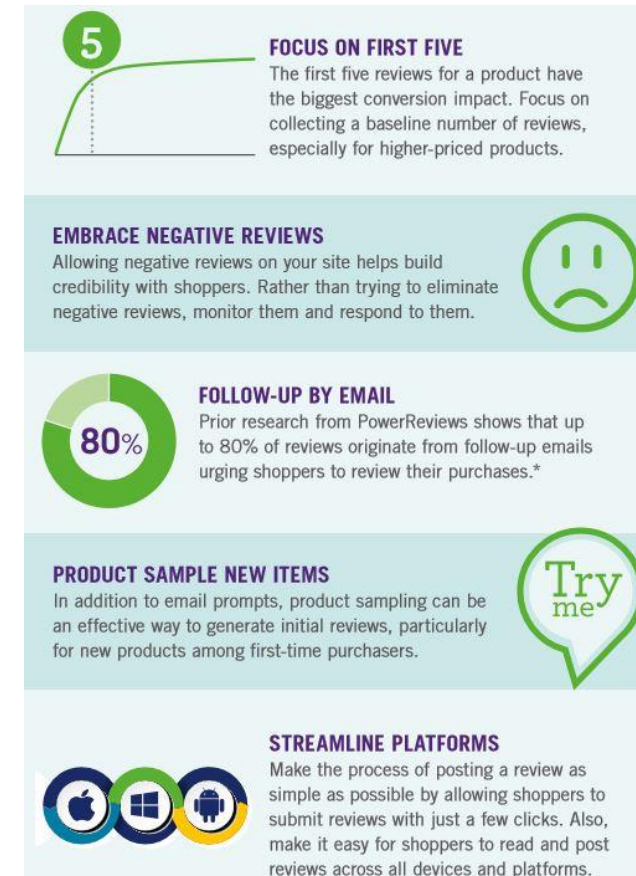 5
FOCUS ON FIRST FIVE
The first five reviews for a product have
the biggest conversion impact. Focus on
collecting a baseline number of reviews,
especially for higher-priced products.
EMBRACE NEGATIVE REVIEWS
Allowing negative reviews on your site helps build
credibility with shoppers. Rather than trying to eliminate
negative reviews, monitor them and respond to them.
80%
FOLLOW-UP BY EMAIL
Prior research from PowerReviews shows that up
to 80% of reviews originate from follow-up emails
urging shoppers to review their purchases.*
PRODUCT SAMPLE NEW ITEMS
In addition to email prompts, product sampling can be
an effective way to generate initial reviews, particularly
for new products among first-time purchasers.
Try
me
STREAMLINE PLATFORMS
Make the process of posting a review as
simple as possible by allowing shoppers to
submit reviews with just a few clicks. Also,
make it easy for shoppers to read and post
reviews across all devices and platforms.